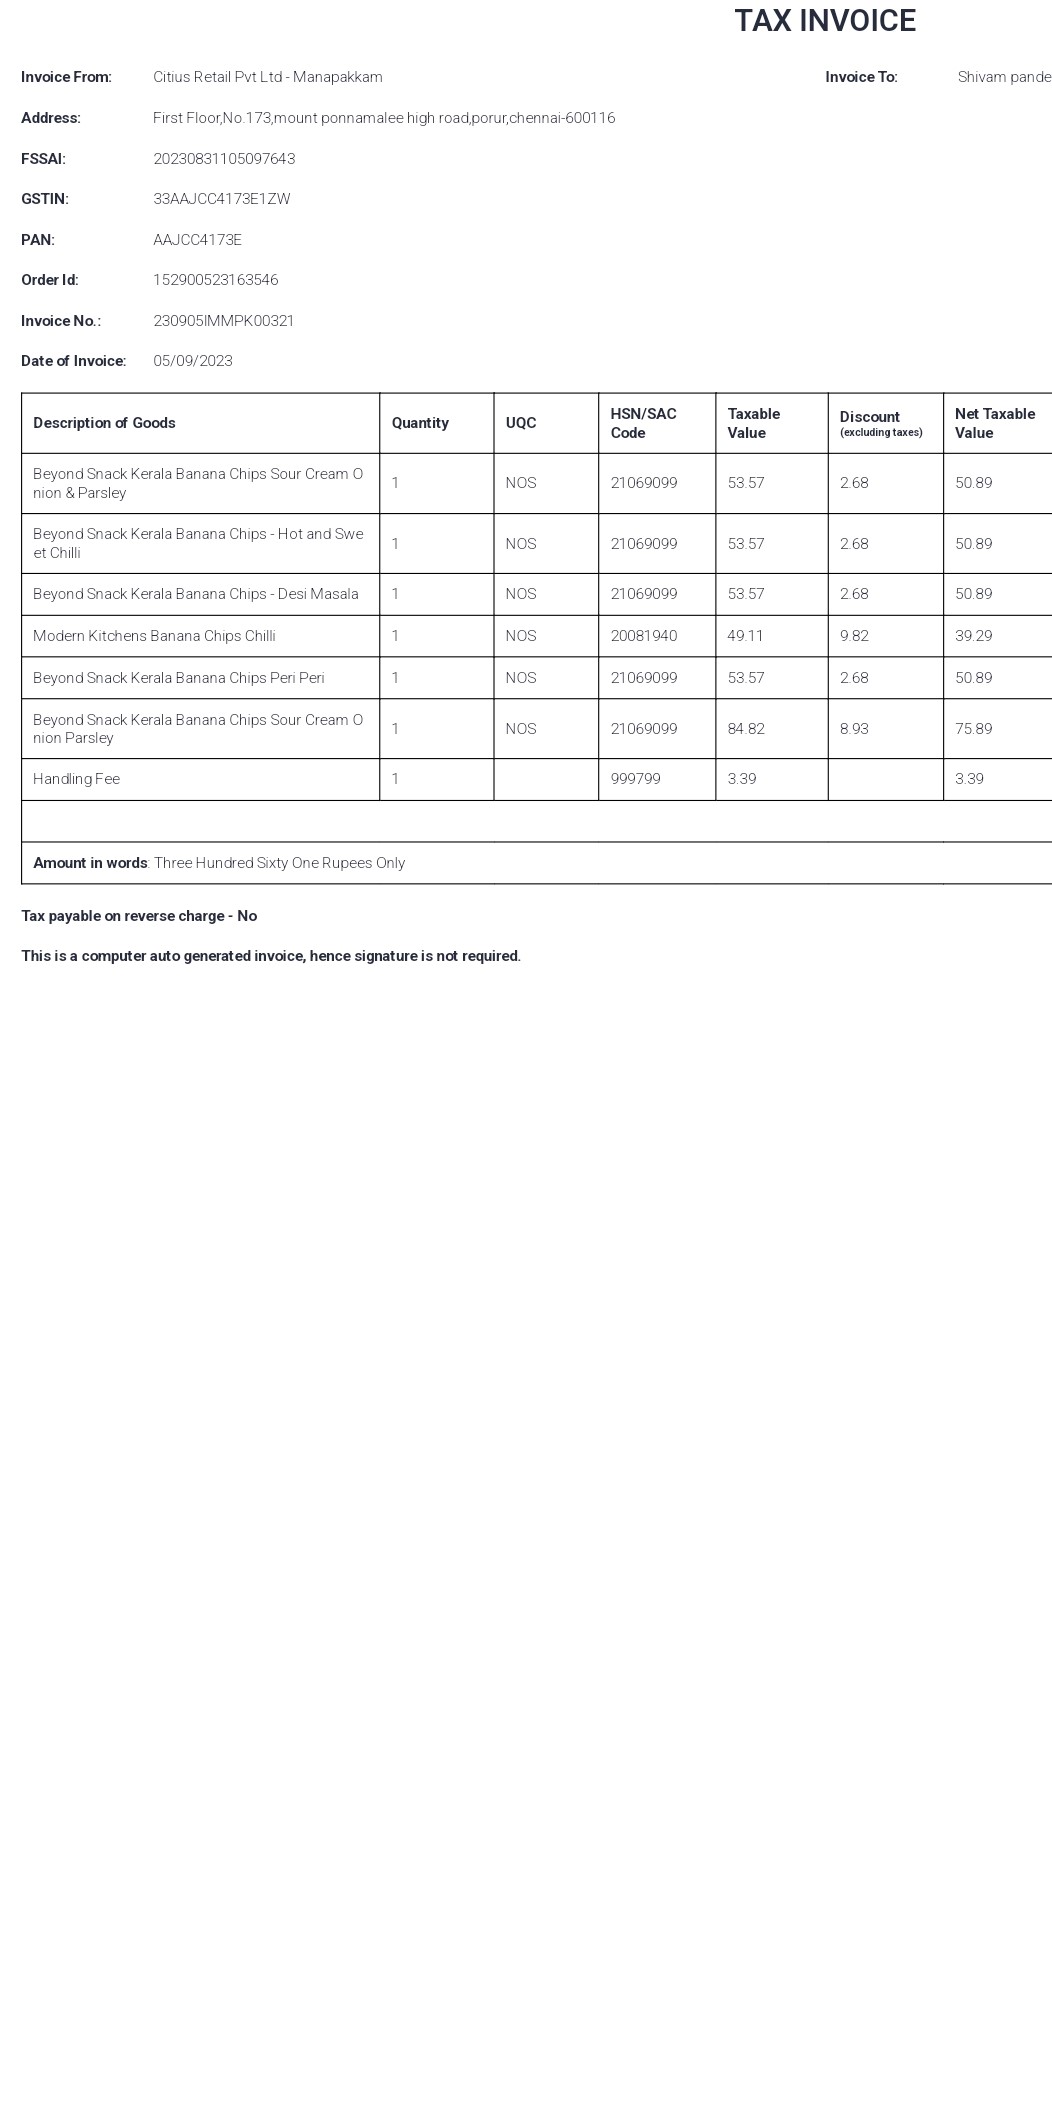 TAX INVOICE
Invoice From: Citius Retail Pvt Ltd - Manapakkam Invoice To: Shivam pande
Address: First Floor,No.173,mount ponnamalee high road,porur,chennai-600116
FSSAI: 20230831105097643
GSTIN: 33AAJCC4173E1ZW
PAN: AAJCC4173E
Order Id: 152900523163546
Invoice No.: 230905IMMPK00321
Date of Invoice: 05/09/2023
Description of Goods Quantity UQC HSN/SAC Code Taxable Value Discount (excluding taxes) Net Taxable Value
Beyond Snack Kerala Banana Chips Sour Cream O
nion & Parsley 1 NOS 21069099 53.57 2.68 50.89
Beyond Snack Kerala Banana Chips - Hot and Swe
et Chilli 1 NOS 21069099 53.57 2.68 50.89
Beyond Snack Kerala Banana Chips - Desi Masala 1 NOS 21069099 53.57 2.68 50.89
Modern Kitchens Banana Chips Chilli 1 NOS 20081940 49.11 9.82 39.29
Beyond Snack Kerala Banana Chips Peri Peri 1 NOS 21069099 53.57 2.68 50.89
Beyond Snack Kerala Banana Chips Sour Cream O
nion Parsley 1 NOS 21069099 84.82 8.93 75.89
Handling Fee 1 999799 3.39 3.39
Amount in words: Three Hundred Sixty One Rupees Only
Tax payable on reverse charge - No
This is a computer auto generated invoice, hence signature is not required.